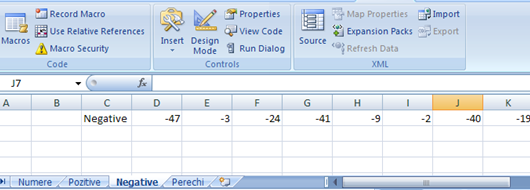 Record Macro
Use Relative References
Macro Security
Macros
Code
Insert
Design Mode
Properties
View Code
Run Dialog
Controls
Source
Map Properties
Expansion Packs
Refresh Data
Import
Export
XML
J7 fx
A B C D E F G H I J K
Negative -47 -3 -24 -41 -9 -2 -40 -19
Numere Pozitive Negative Perechi